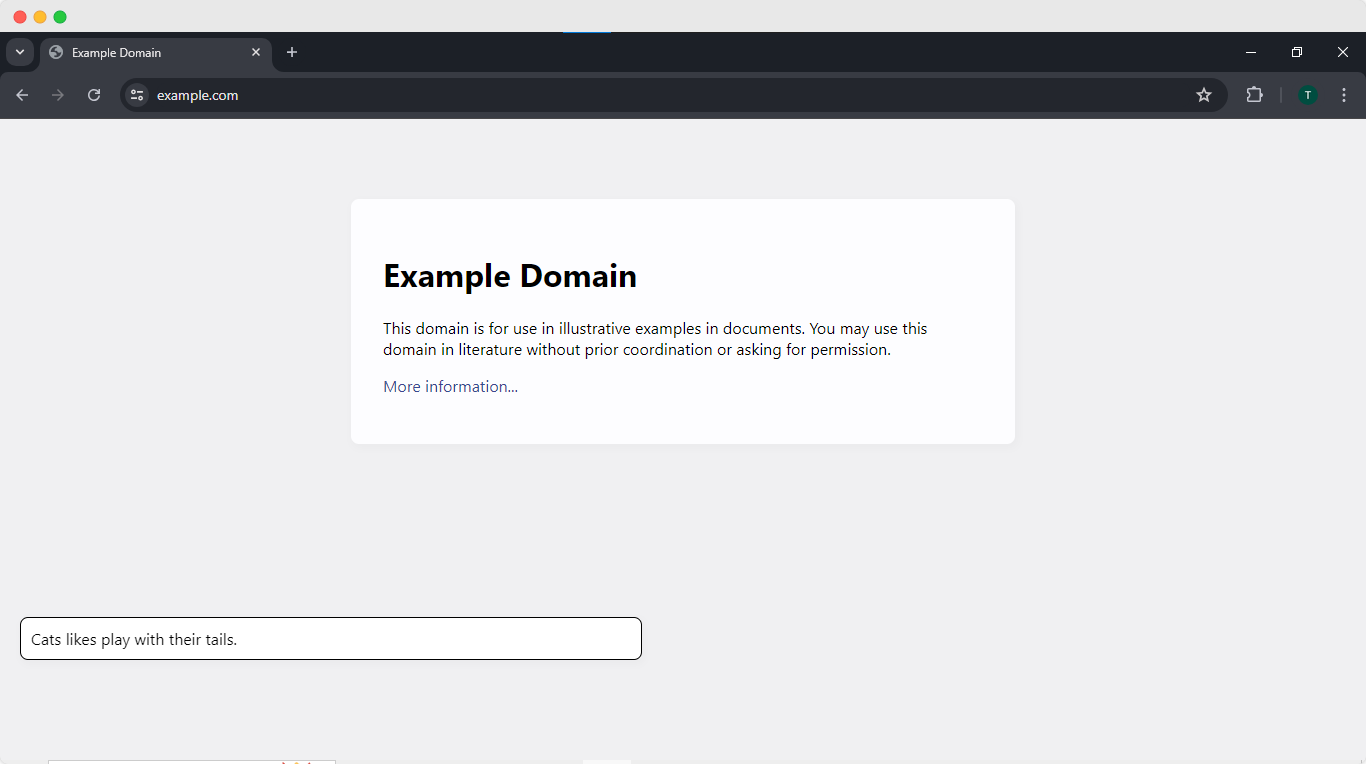 Example Domain
example.com
T
Example Domain
This domain is for use in illustrative examples in documents. You may use this
domain in literature without prior coordination or asking for permission.
More information...
Cats likes play with their tails.